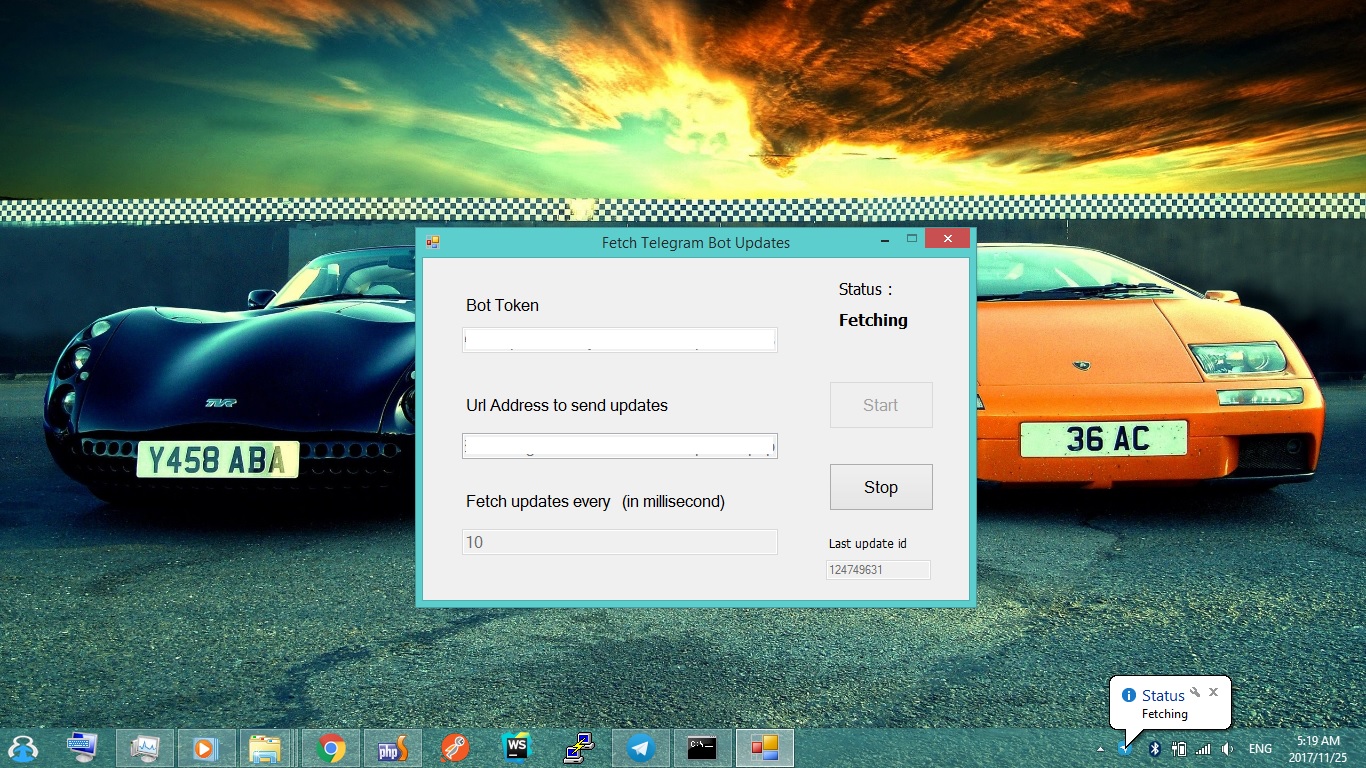 Fetch Telegram Bot Updates
Bot Token
Status :
Fetching
Url Address to send updates
Start
Fetch updates every (in millisecond)
Stop
10
Last update id
124749631
TVR
Y458 ABA
36 AC
Status
Fetching
php
WS
C:\
ENG
5:19 AM
2017/11/25